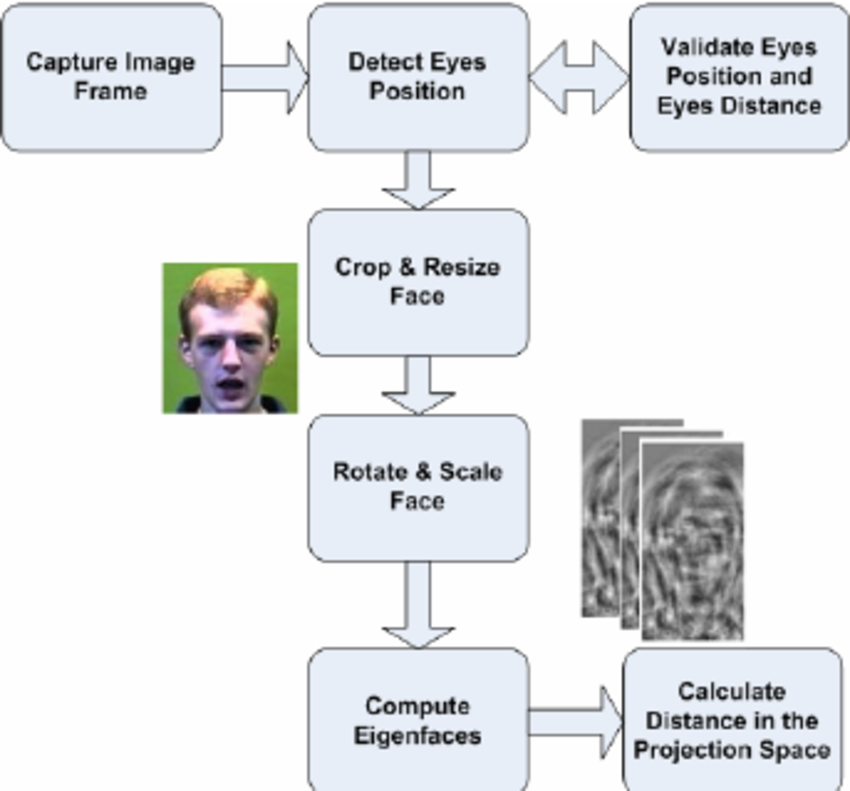 Capture Image
Frame
Detect Eyes
Position
Validate Eyes
Position and
Eyes Distance
Crop & Resize
Face
Rotate & Scale
Face
Compute
Eigenfaces
Calculate
Distance in the
Projection Space